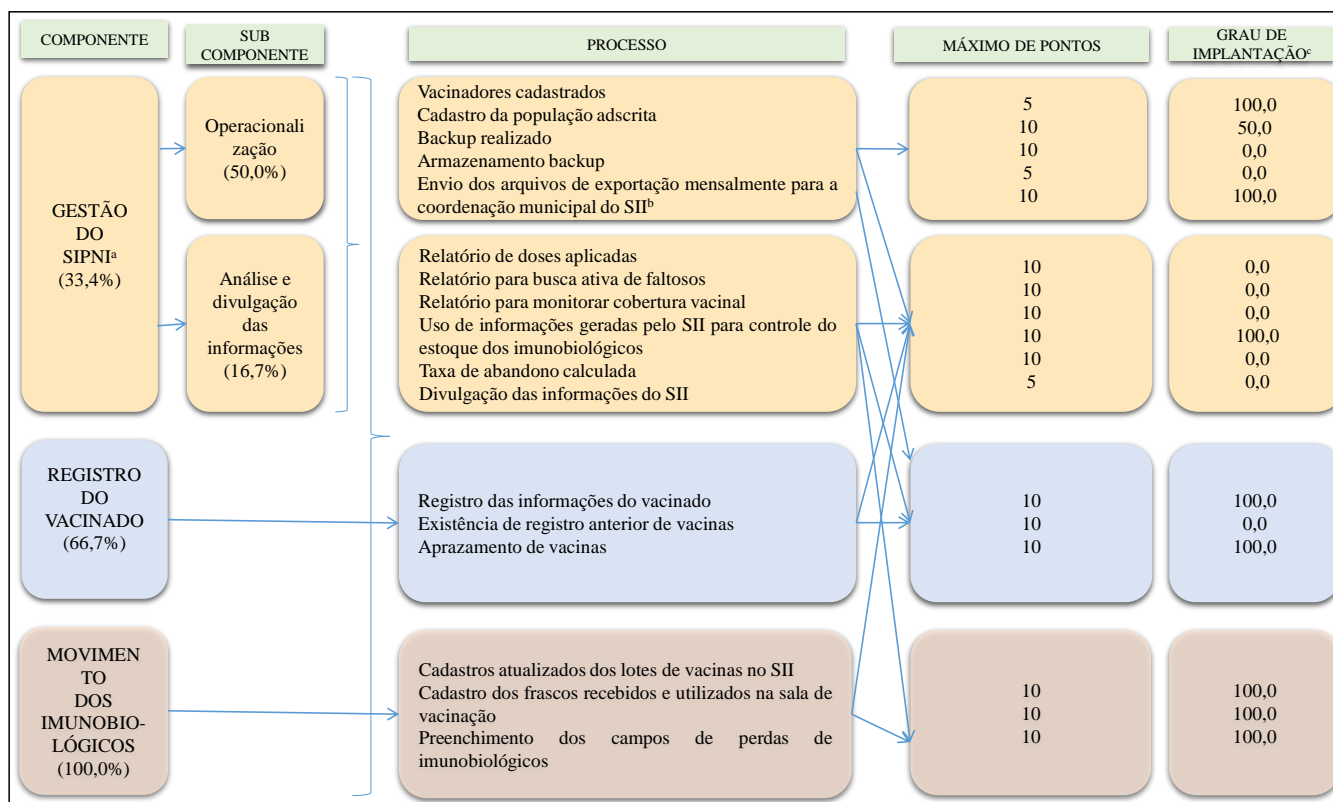 COMPONENTE
SUB
COMPONENTE
PROCESSO
MÁXIMO DE PONTOS
GRAU DE
IMPLANTAÇÃOᶜ
GESTÃO
DO
SIPNIᵃ
(33,4%)
Operacionali
zação
(50,0%)
Vacinadores cadastrados
Cadastro da população adscrita
Backup realizado
Armazenamento backup
Envio dos arquivos de exportação mensalmente para a
coordenação municipal do SIIᵇ
5
10
10
5
10
100,0
50,0
0,0
0,0
100,0
Análise e
divulgação
das
informações
(16,7%)
Relatório de doses aplicadas
Relatório para busca ativa de faltosos
Relatório para monitorar cobertura vacinal
Uso de informações geradas pelo SII para controle do
estoque dos imunobiológicos
Taxa de abandono calculada
Divulgação das informações do SII
10
10
10
10
10
5
0,0
0,0
0,0
100,0
0,0
0,0
REGISTRO
DO
VACINADO
(66,7%)
Registro das informações do vacinado
Existência de registro anterior de vacinas
Aprazamento de vacinas
10
10
10
100,0
0,0
100,0
MOVIMEN
TO
DOS
IMUNOBIO-
LÓGICOS
(100,0%)
Cadastros atualizados dos lotes de vacinas no SII
Cadastro dos frascos recebidos e utilizados na sala de
vacinação
Preenchimento dos campos de perdas de
imunobiológicos
10
10
10
100,0
100,0
100,0